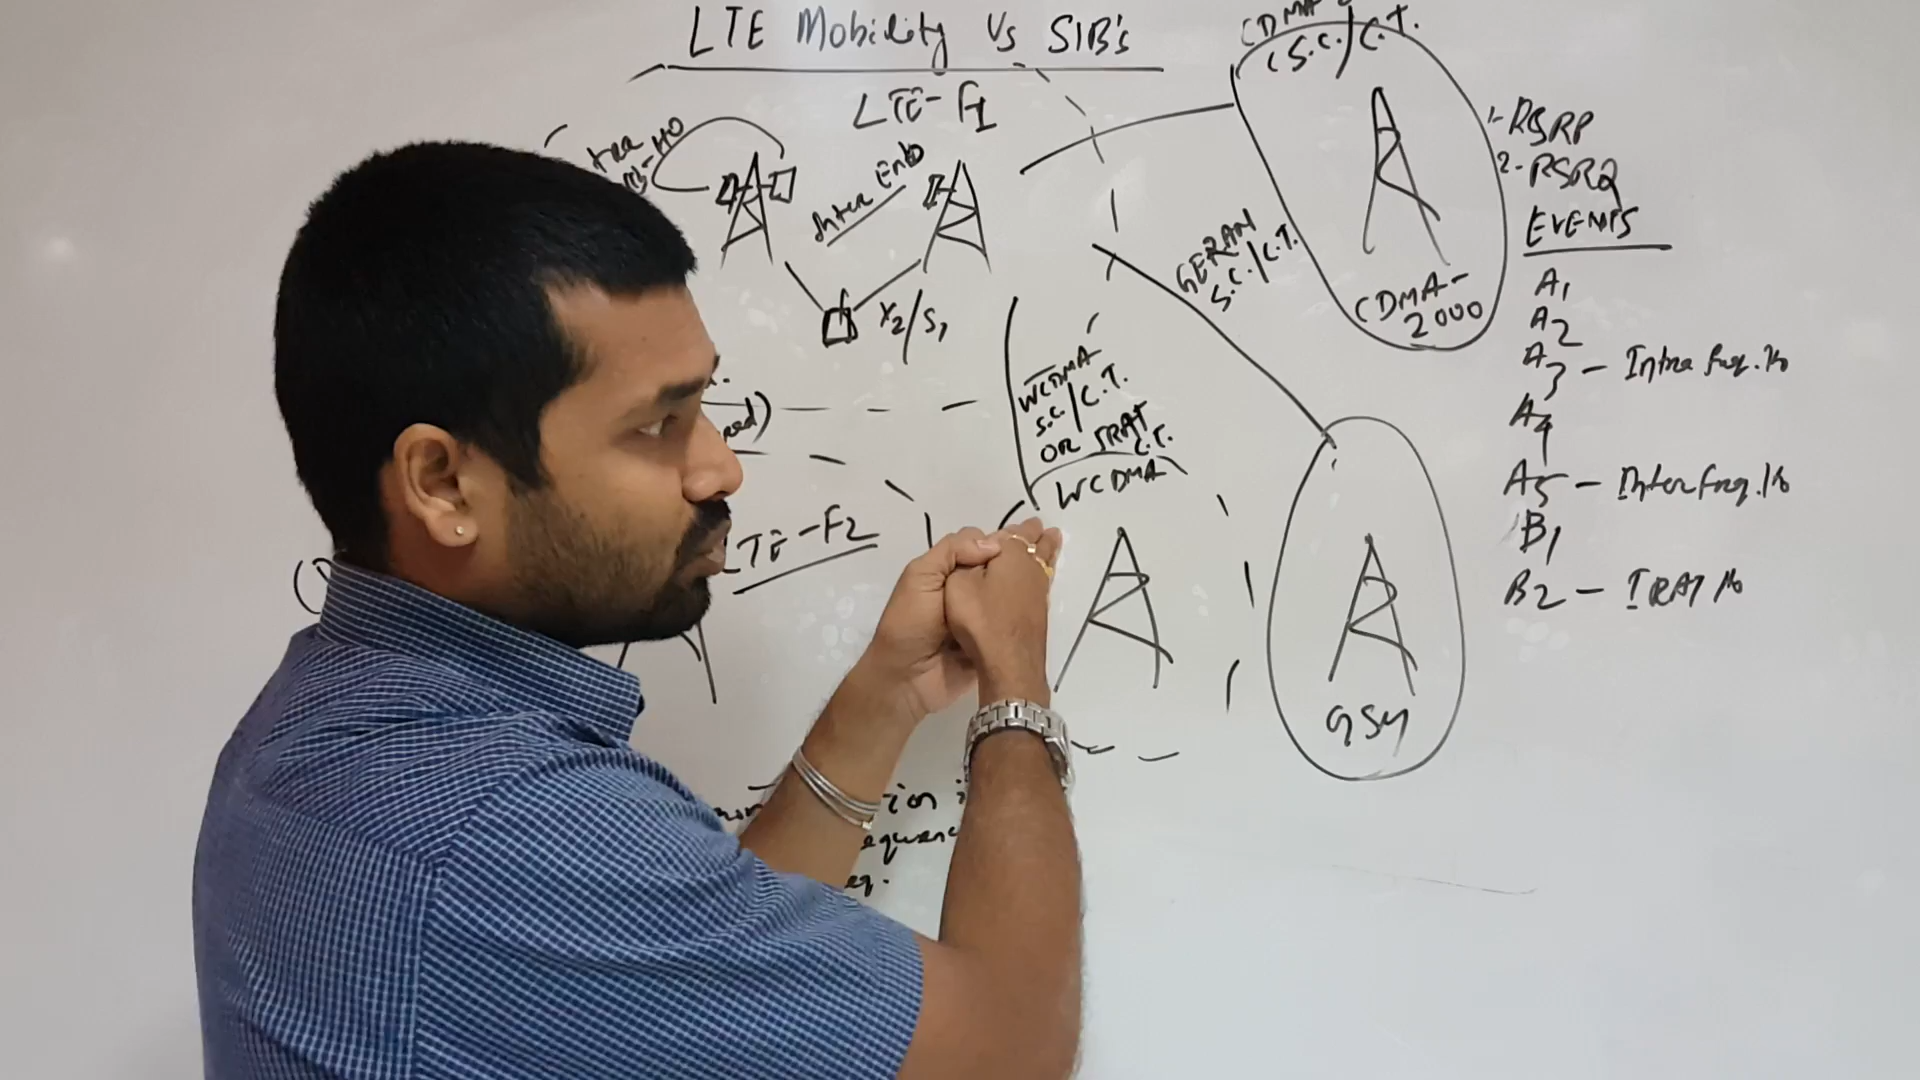 LTE Mobility Vs SIB's
LTE-F1
Inter EnB
X2/S1
LTE-F2
CDMA
(S.C./C.T.
CDMA-
2000
GERAN
S.C./C.T.
WCDMA
S.C./C.T.
OR SRAT
C.T.
WCDMA
GSM
1-RSRP
2-RSRQ
EVENTS
A1
A2
A3 - Intra freq. Ho
A4
A5 - Inter freq. Ho
B1
B2 - IRAT Ho